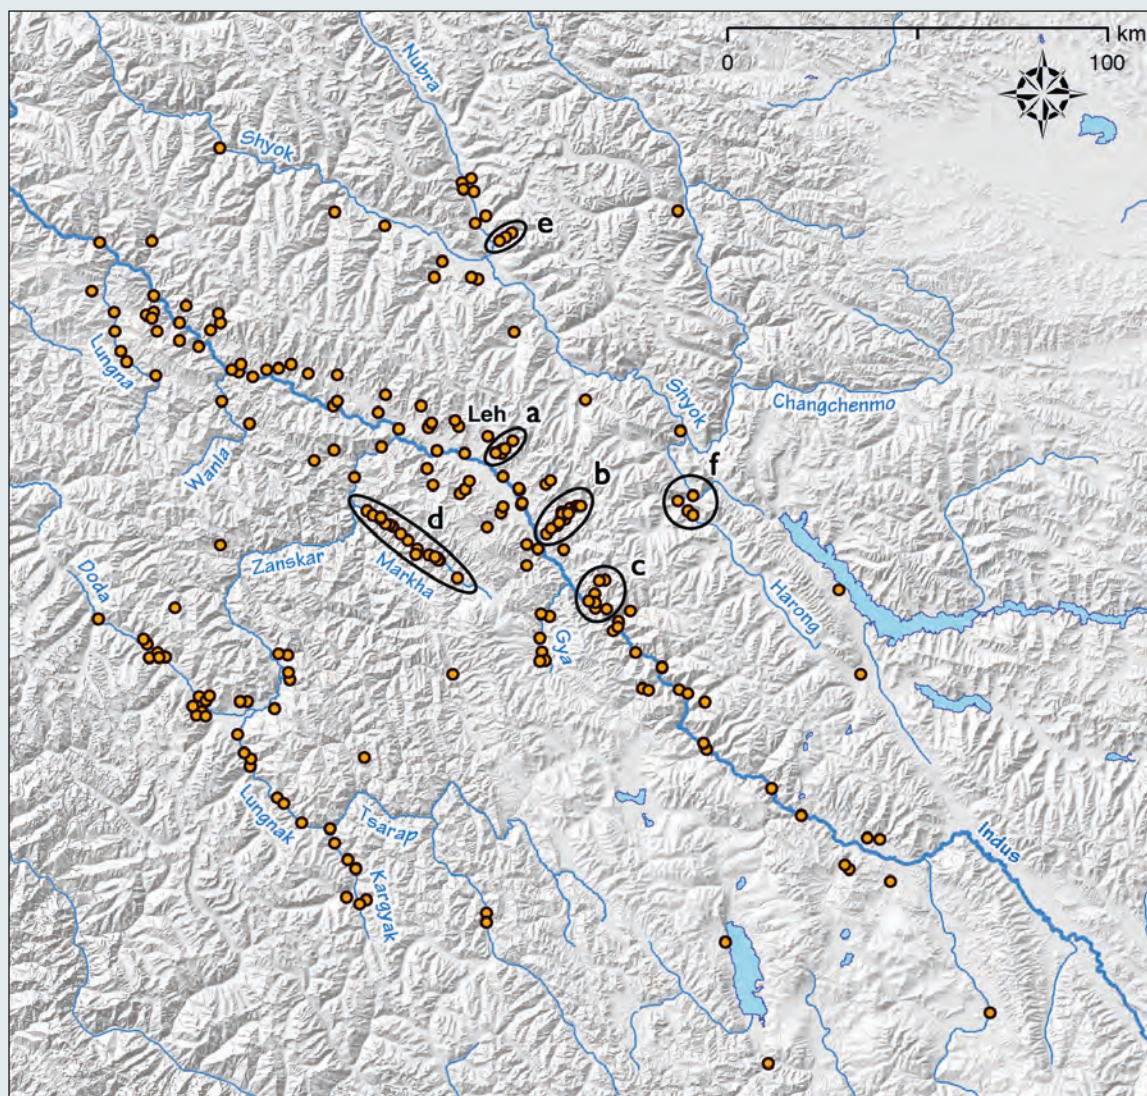 km
0
100
Nubra
Shyok
e
Lungna
Leh
a
Shyok
Changchenmo
Wanla
b
f
d
Zanskar
Markha
c
Doda
Harong
Gya
Lungnak
Tsarap
Indus
Kargyak